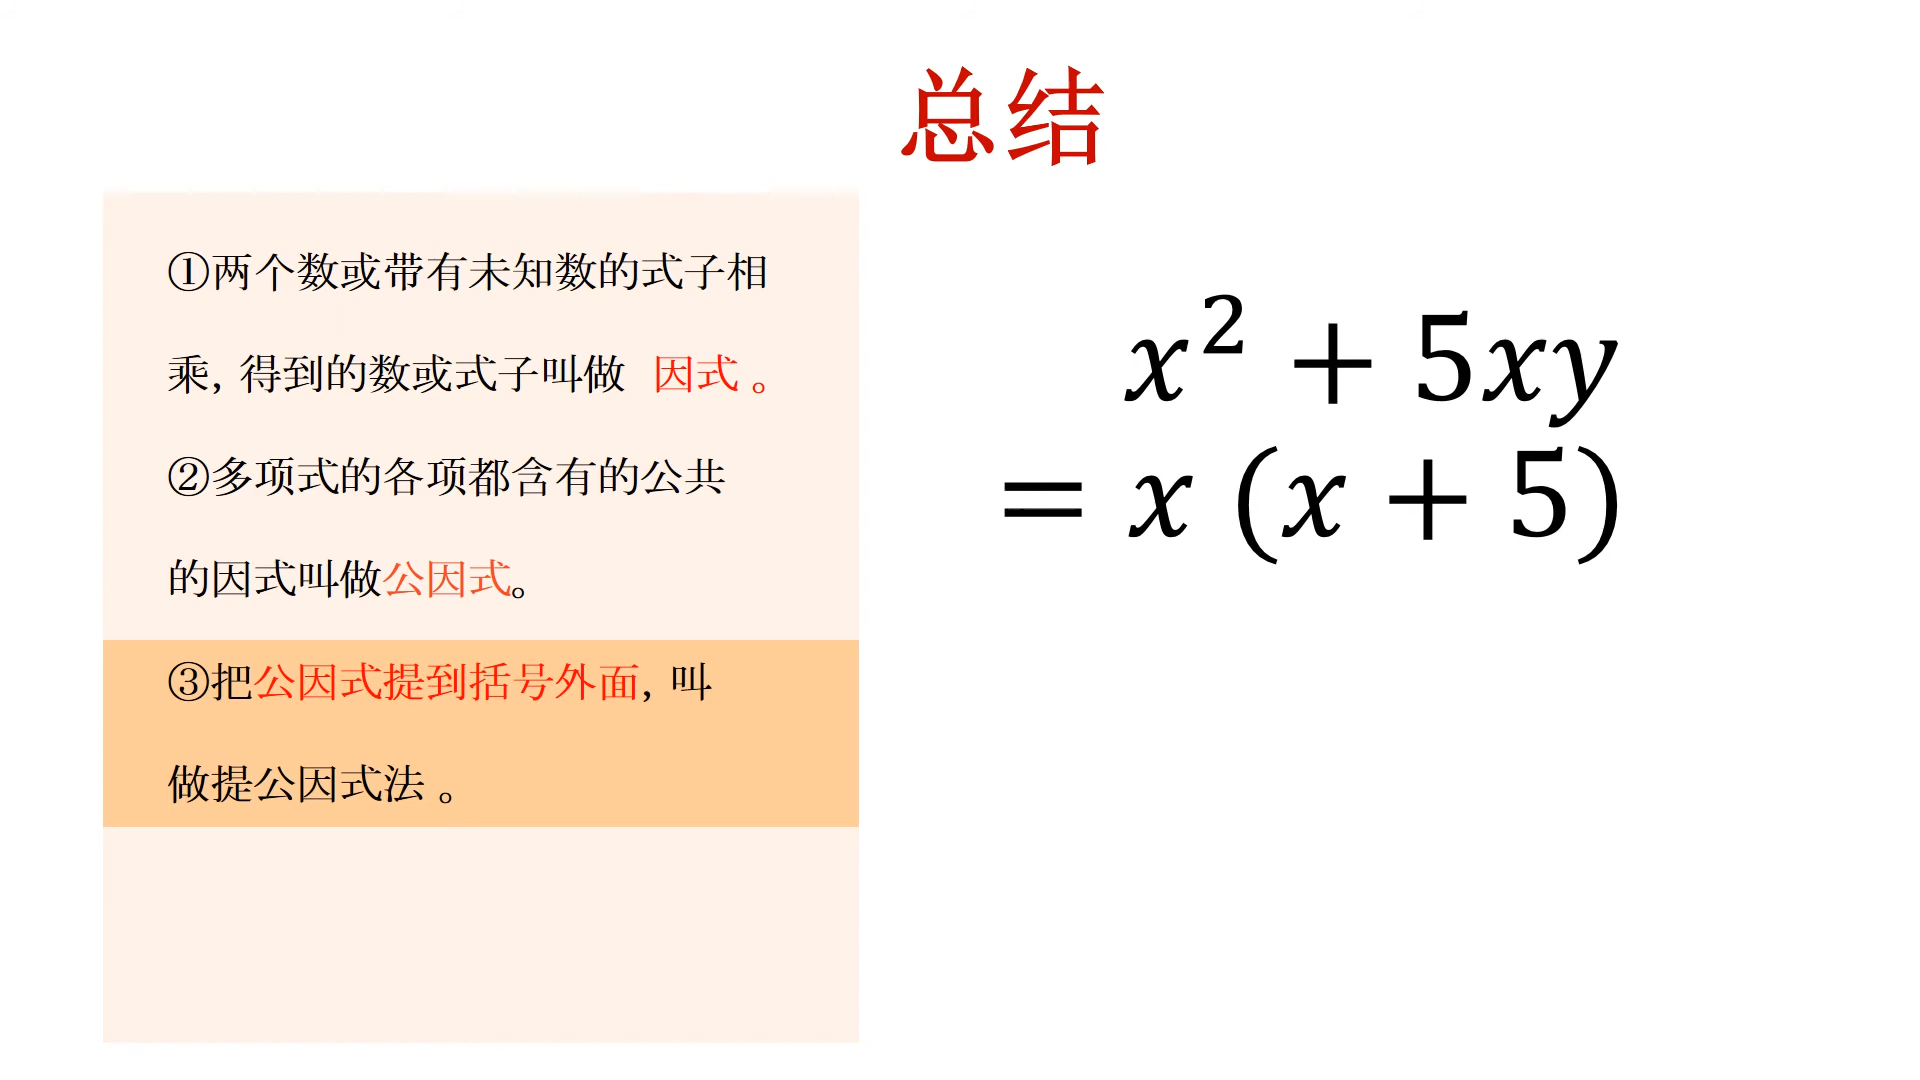 总结
①两个数或带有未知数的式子相
乘, 得到的数或式子叫做 因式 。
②多项式的各项都含有的公共
的因式叫做公因式。
③把公因式提到括号外面, 叫
做提公因式法 。
x² + 5xy
= x (x + 5)